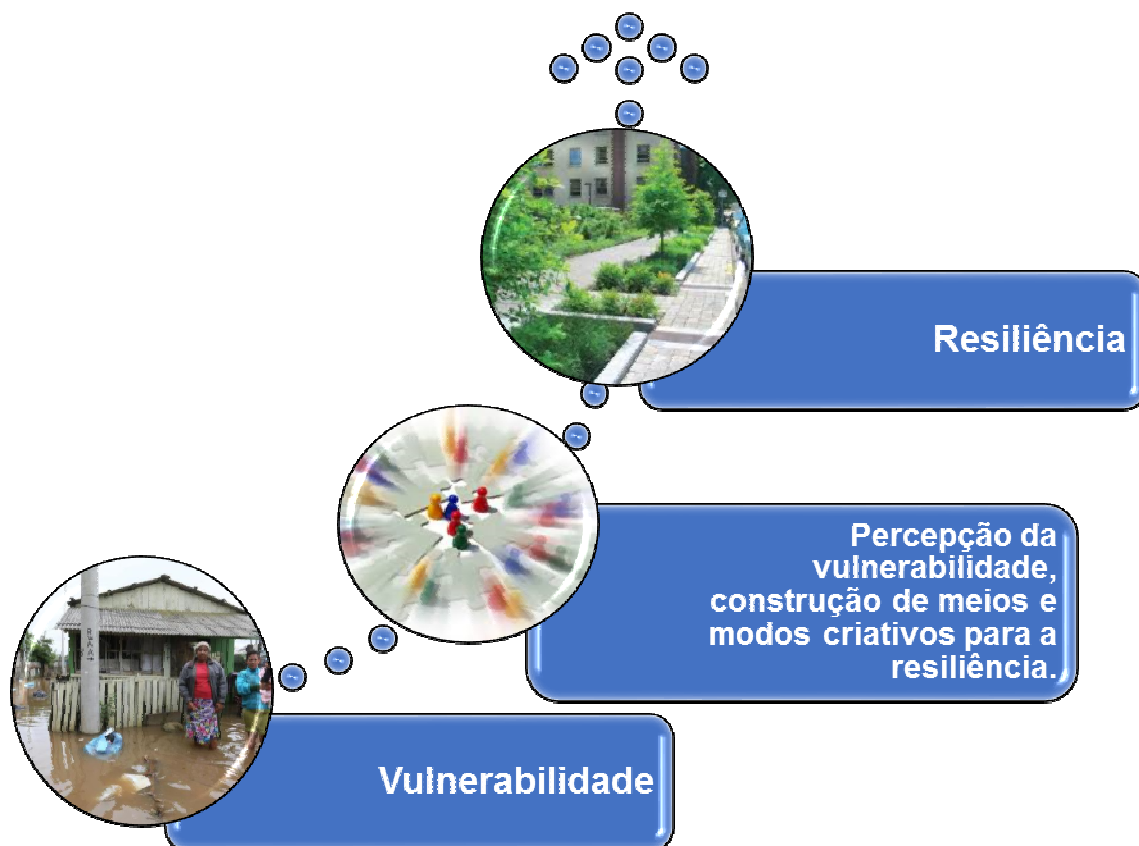 Resiliência
Percepção da
vulnerabilidade,
construção de meios e
modos criativos para a
resiliência.
Vulnerabilidade